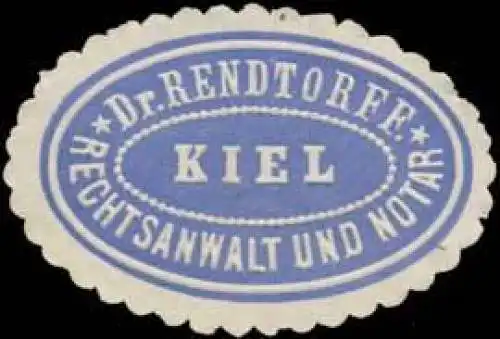 Dr. RENDTORFF.
KIEL
RECHTSANWALT UND NOTAR